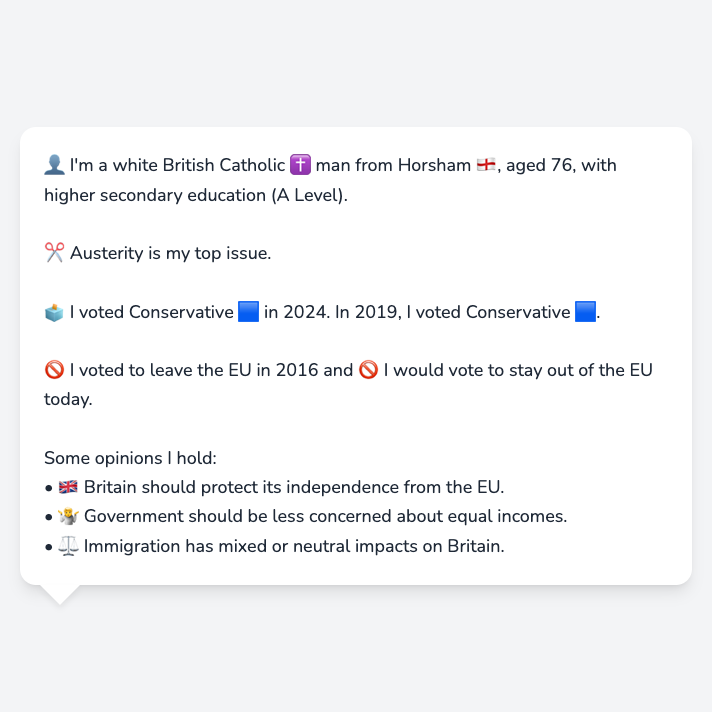 👤 I'm a white British Catholic ✝️ man from Horsham 🏴󠁧󠁢󠁥󠁮󠁧󠁿, aged 76, with
higher secondary education (A Level).
✂️ Austerity is my top issue.
🗳️ I voted Conservative 🟦 in 2024. In 2019, I voted Conservative 🟦.
🚫 I voted to leave the EU in 2016 and 🚫 I would vote to stay out of the EU
today.
Some opinions I hold:
• 🇬🇧 Britain should protect its independence from the EU.
• 🤷 Government should be less concerned about equal incomes.
• ⚖️ Immigration has mixed or neutral impacts on Britain.